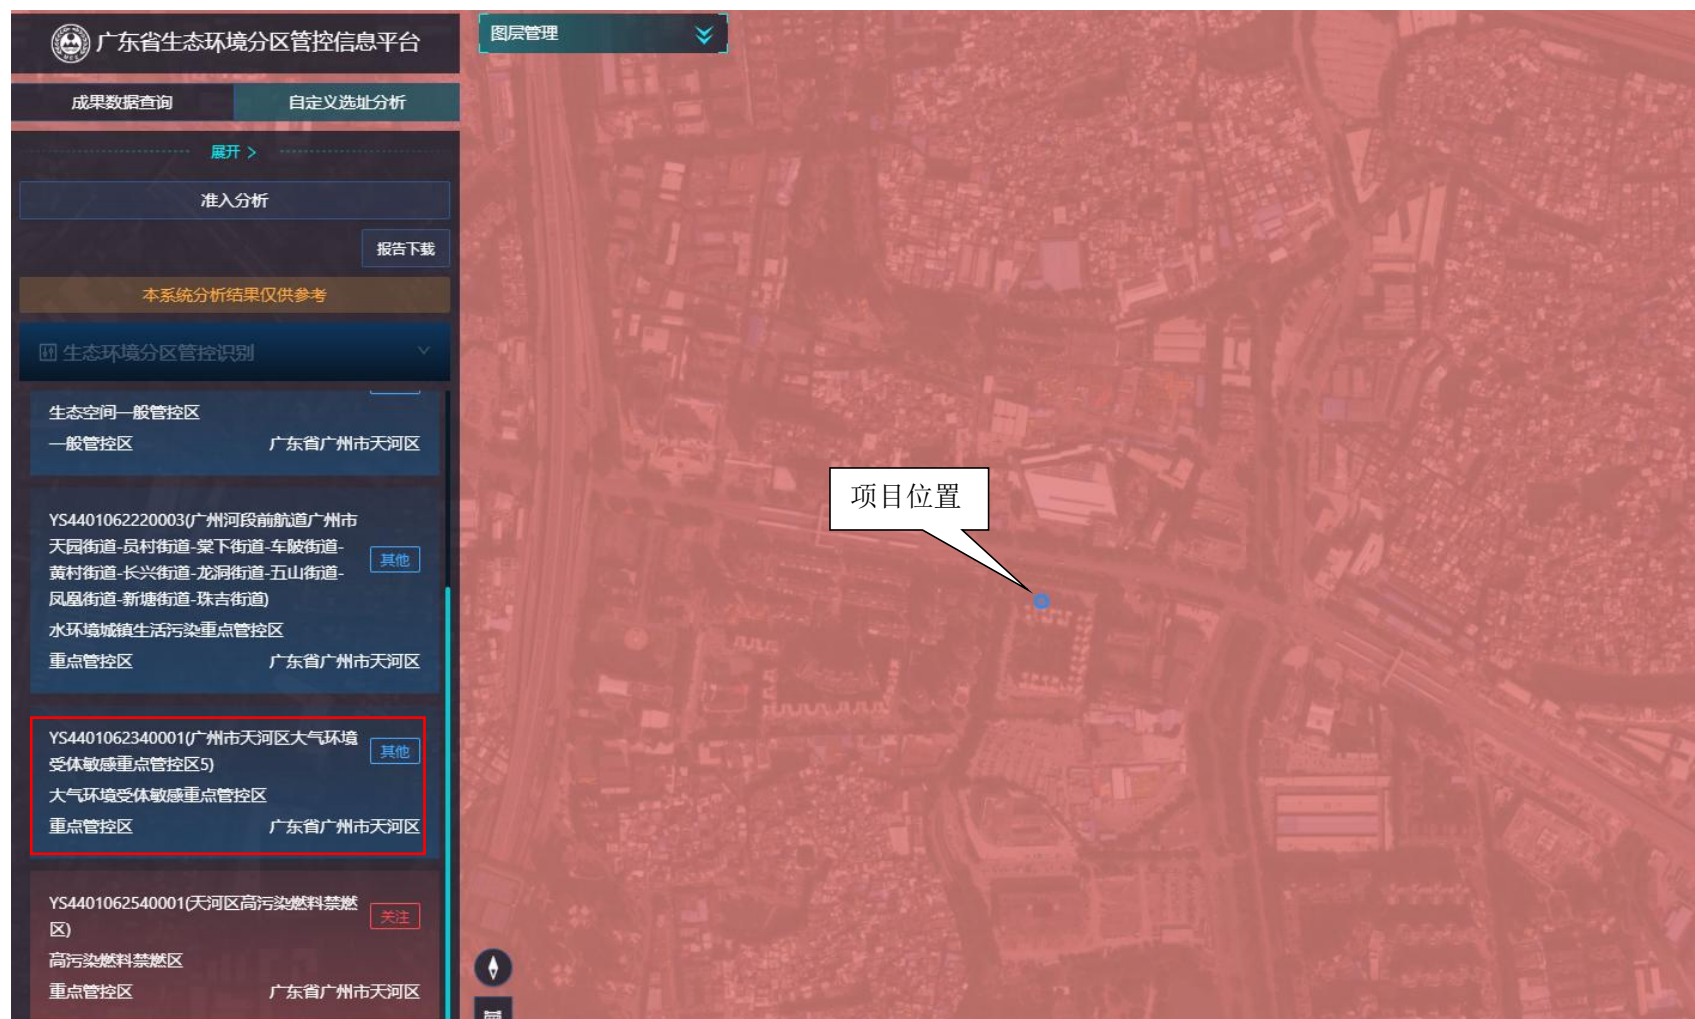 广东省生态环境分区管控信息平台
图层管理
成果数据查询
自定义选址分析
展开 >
准入分析
报告下载
本系统分析结果仅供参考
生态环境分区管控识别
生态空间一般管控区
一般管控区
广东省广州市天河区
YS4401062220003(广州河段前航道广州市
天园街道-员村街道-棠下街道-车陂街道-
黄村街道-长兴街道-龙洞街道-五山街道-
凤凰街道-新塘街道-珠吉街道)
其他
水环境城镇生活污染重点管控区
重点管控区
广东省广州市天河区
YS4401062340001(广州市天河区大气环境
受体敏感重点管控区5)
其他
大气环境受体敏感重点管控区
重点管控区
广东省广州市天河区
YS4401062540001(天河区高污染燃料禁燃
区)
关注
高污染燃料禁燃区
重点管控区
广东省广州市天河区
项目位置